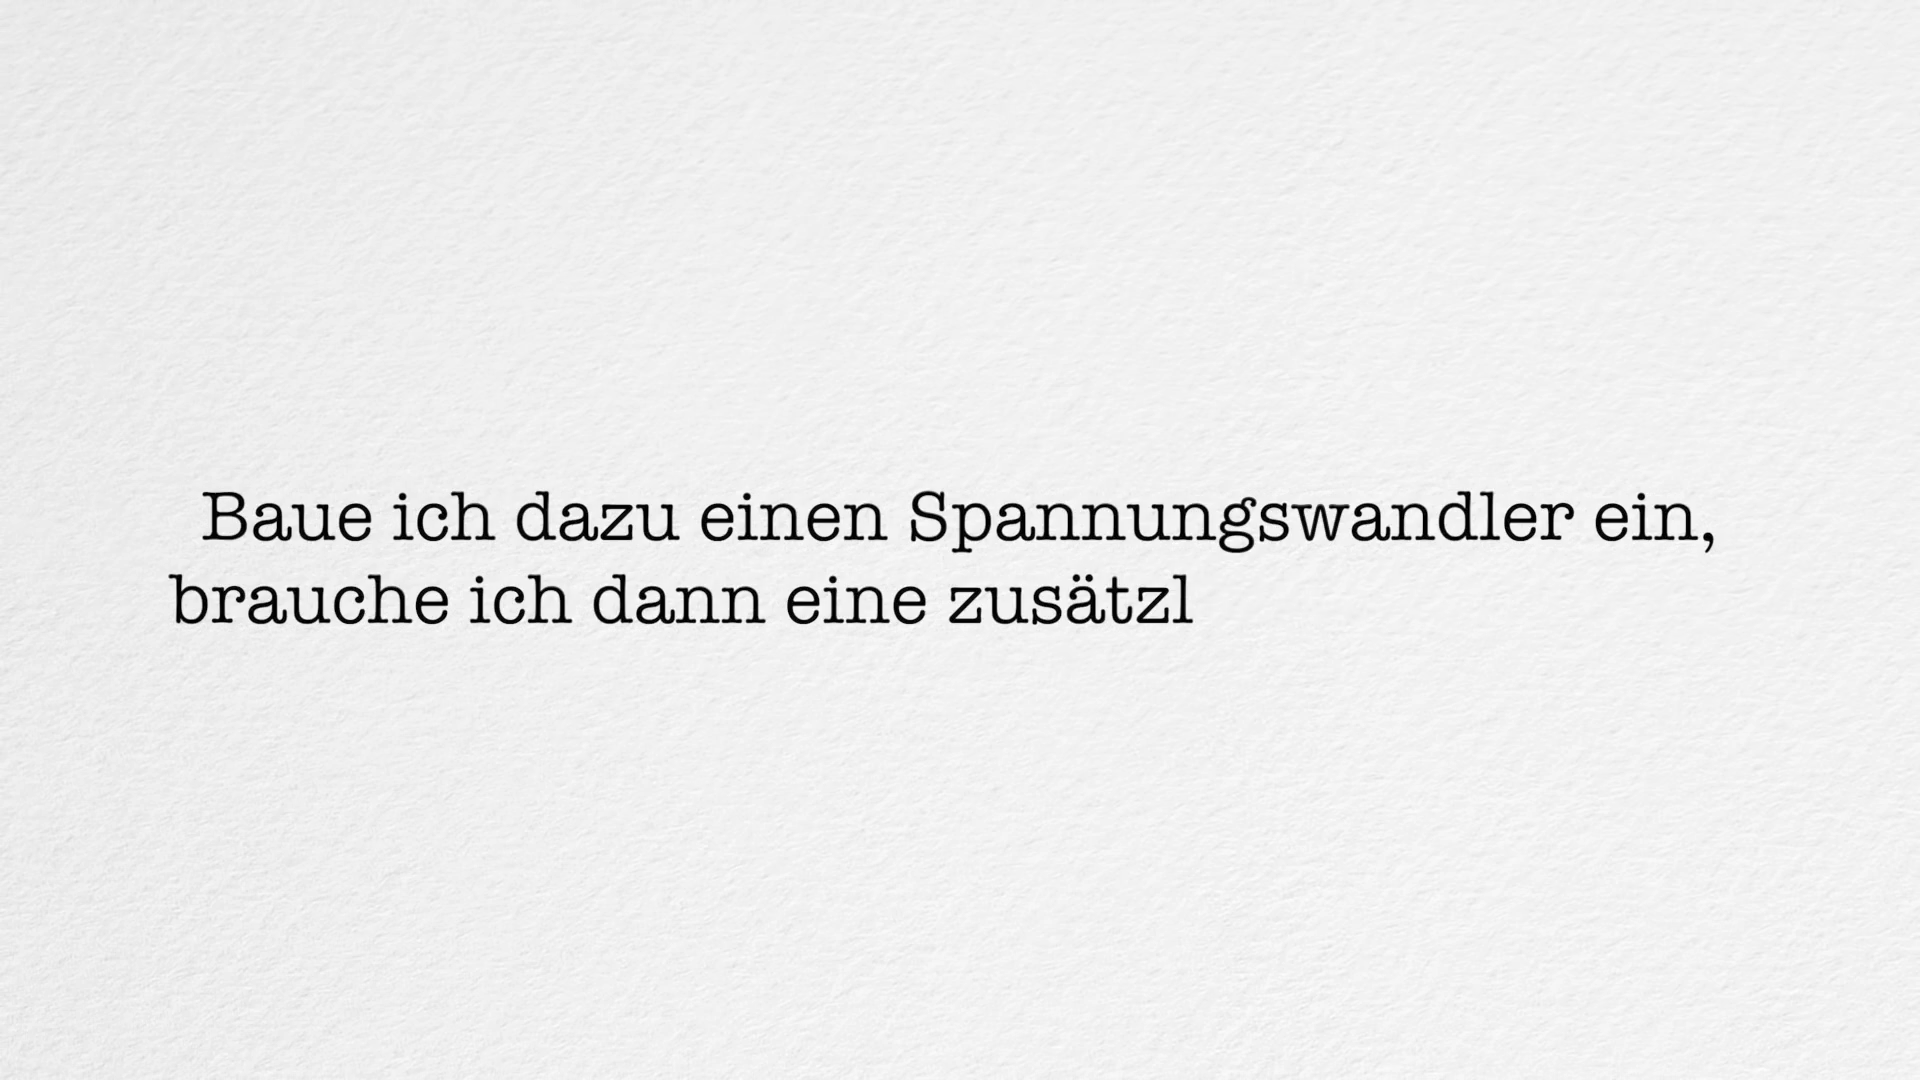 Baue ich dazu einen Spannungswandler ein,
brauche ich dann eine zusätzl